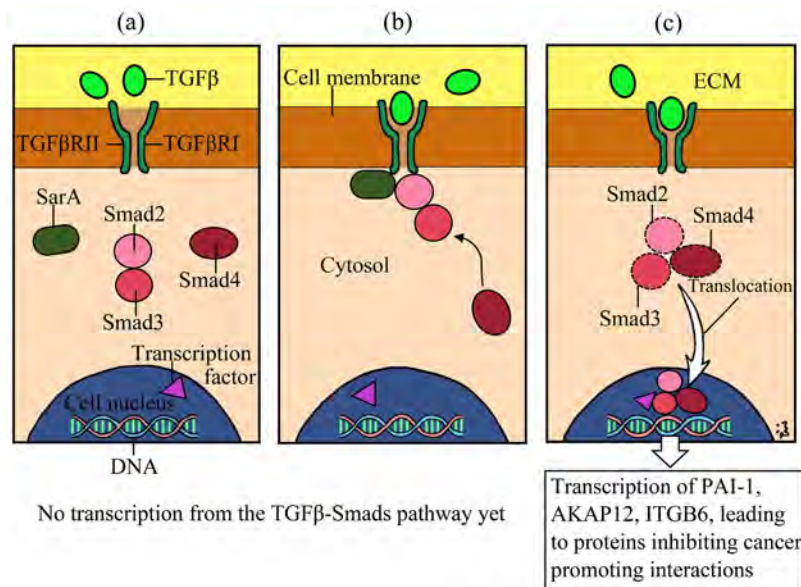 (a)
TGFβ
TGFβRII
TGFβRI
SarA
Smad2
Smad4
Smad3
Transcription
factor
Cell nucleus
DNA
(b)
Cell membrane
Cytosol
(c)
ECM
Smad2
Smad4
Smad3
Translocation
No transcription from the TGFβ-Smads pathway yet
Transcription of PAI-1,
AKAP12, ITGB6, leading
to proteins inhibiting cancer
promoting interactions